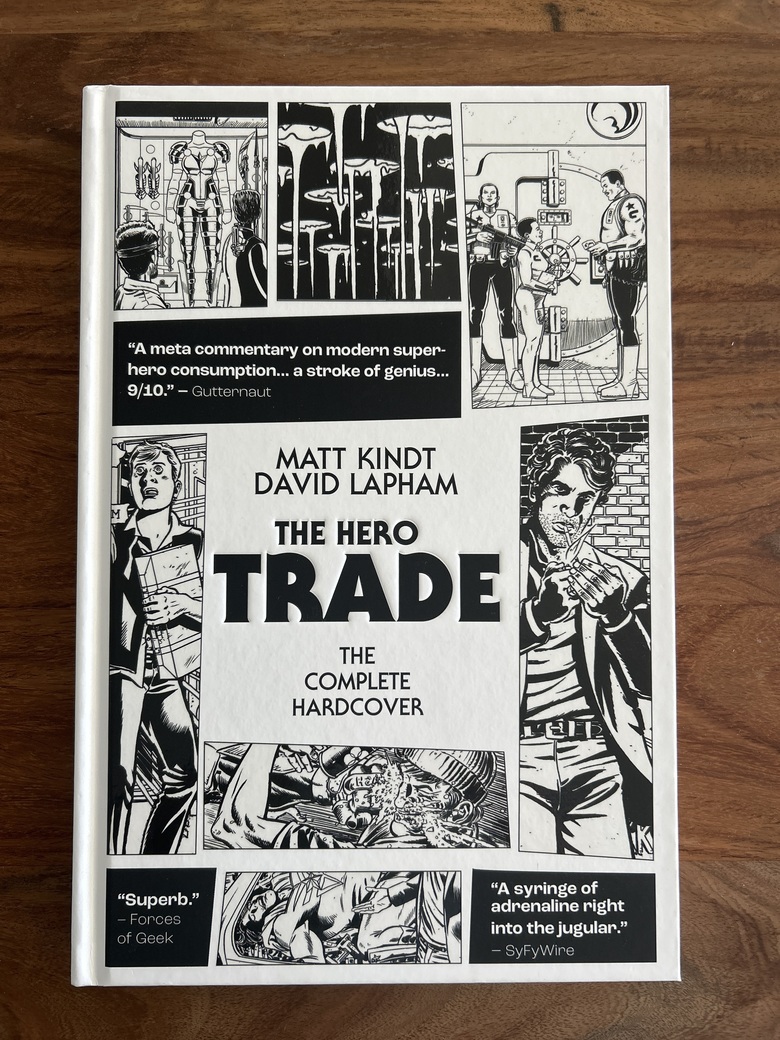 “A meta commentary on modern super-
hero consumption... a stroke of genius...
9/10.” – Gutternaut
MATT KINDT
DAVID LAPHAM
THE HERO
TRADE
THE
COMPLETE
HARDCOVER
“Superb.”
– Forces
of Geek
“A syringe of
adrenaline right
into the jugular.”
– SyFyWire